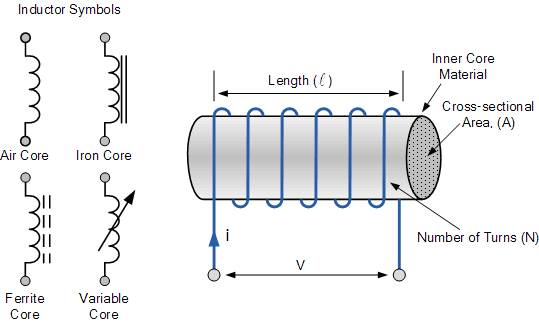 Inductor Symbols
Air Core
Iron Core
Ferrite
Core
Variable
Core
Length (ℓ)
Inner Core
Material
Cross-sectional
Area, (A)
Number of Turns (N)
i
V